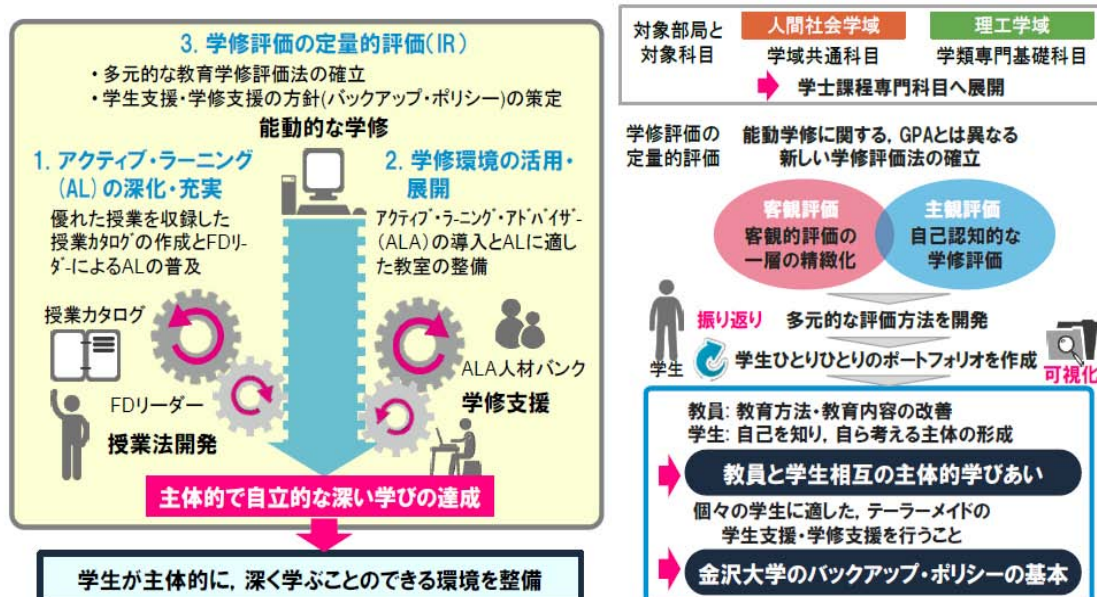 3. 学修評価の定量的評価(IR)
・多元的な教育学修評価法の確立
・学生支援・学修支援の方針(バックアップ・ポリシー)の策定
能動的な学修
1. アクティブ・ラーニング
(AL)の深化・充実
優れた授業を収録した
授業カタログの作成とFDリー
ダーによるALの普及
授業カタログ
FDリーダー
授業法開発
2. 学修環境の活用・
展開
アクティブ・ラーニング・アドバイザー
(ALA)の導入とALに適し
た教室の整備
ALA人材バンク
学修支援
主体的で自立的な深い学びの達成
学生が主体的に,深く学ぶことのできる環境を整備
対象部局と
対象科目
人間社会学域
学域共通科目
理工学域
学類専門基礎科目
学士課程専門科目へ展開
学修評価の
定量的評価
能動学修に関する, GPAとは異なる
新しい学修評価法の確立
客観評価
客観的評価の
一層の精緻化
主観評価
自己認知的な
学修評価
学生
振り返り
多元的な評価方法を開発
学生ひとりひとりのポートフォリオを作成
可視化
教員: 教育方法・教育内容の改善
学生: 自己を知り, 自ら考える主体の形成
教員と学生相互の主体的学びあい
個々の学生に適した, テーラーメイドの
学生支援・学修支援を行うこと
金沢大学のバックアップ・ポリシーの基本